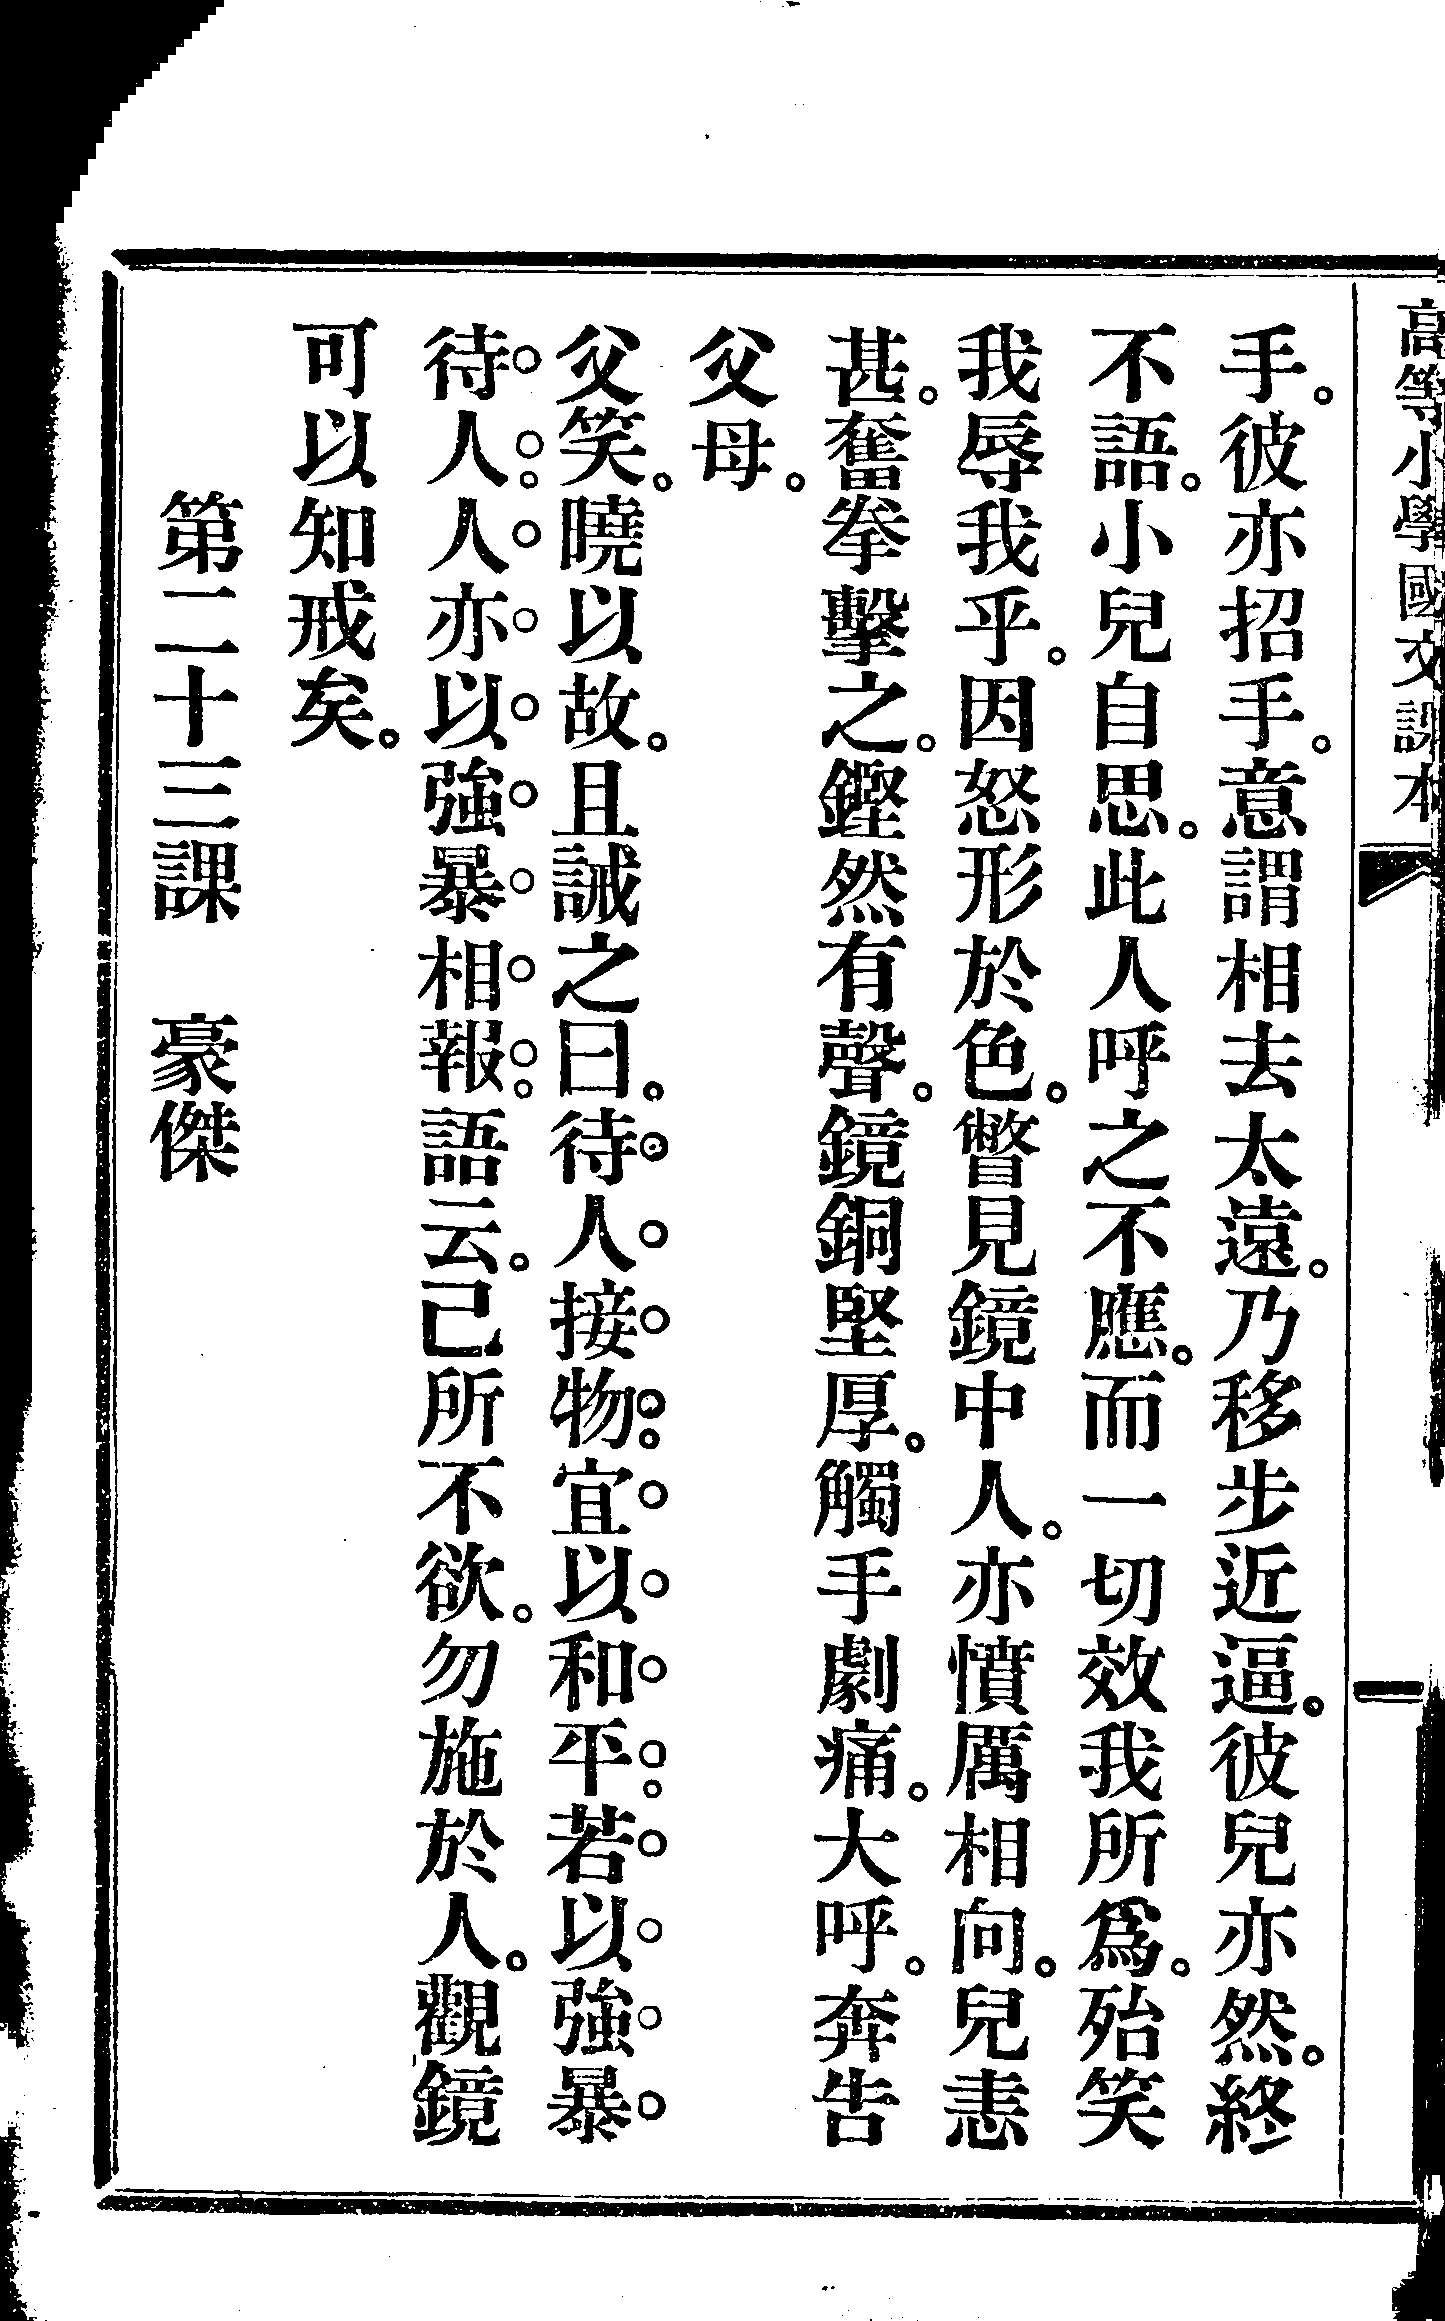 高等小學國文課本
手。彼亦招手。意謂相去太遠。乃移步近逼。彼兒亦然。終
不語。小兒自思。此人呼之不應。而一切效我所爲。殆笑
我辱我乎。因怒形於色。瞥見鏡中人。亦憤厲相向。兒恚
甚。奮拳擊之。鏗然有聲。鏡銅堅厚。觸手劇痛。大呼。奔告
父母。
父笑。曉以故。且誡之曰。待人接物。宜以和平。若以強暴
待人。人亦以強暴相報。語云。己所不欲。勿施於人。觀鏡
可以知戒矣。
第二十三課　豪傑